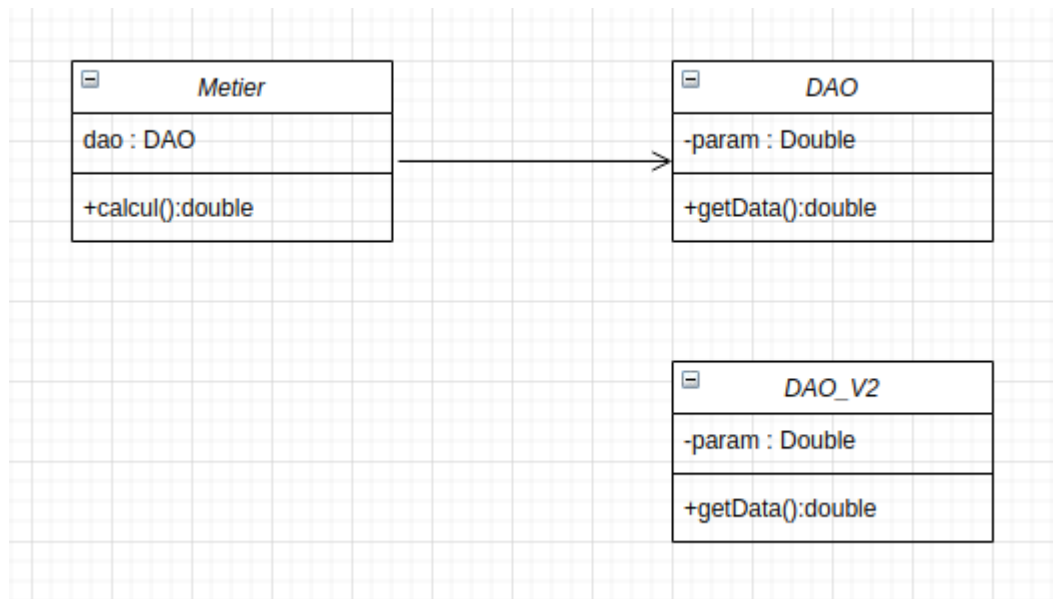 Metier
dao : DAO
+calcul():double
DAO
-param : Double
+getData():double
DAO_V2
-param : Double
+getData():double